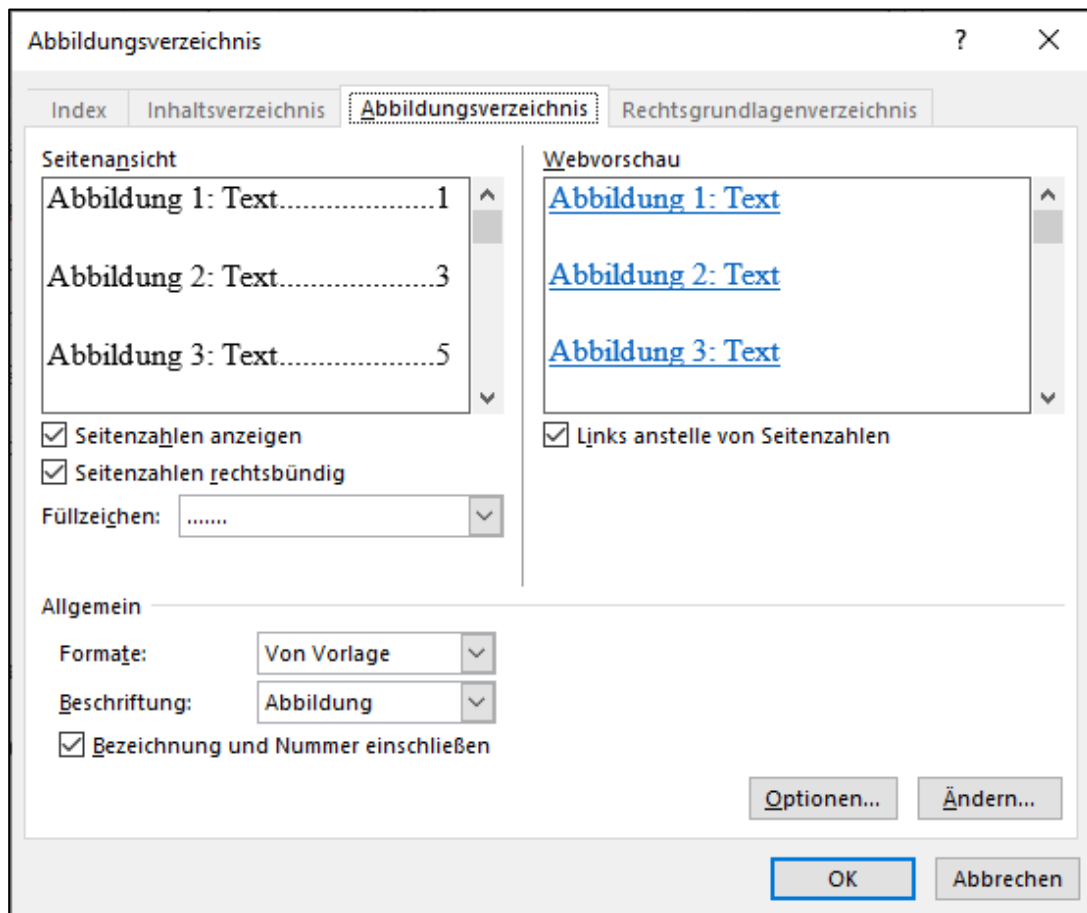 Abbildungsverzeichnis ?
Index Inhaltsverzeichnis Abbildungsverzeichnis Rechtsgrundlagenverzeichnis
Seitenansicht
Abbildung 1: Text.....................1
Abbildung 2: Text.....................3
Abbildung 3: Text.....................5
Seitenzahlen anzeigen
Seitenzahlen rechtsbündig
Füllzeichen: .......
Webvorschau
Abbildung 1: Text
Abbildung 2: Text
Abbildung 3: Text
Links anstelle von Seitenzahlen
Allgemein
Formate: Von Vorlage
Beschriftung: Abbildung
Bezeichnung und Nummer einschließen
Optionen... Ändern...
OK Abbrechen